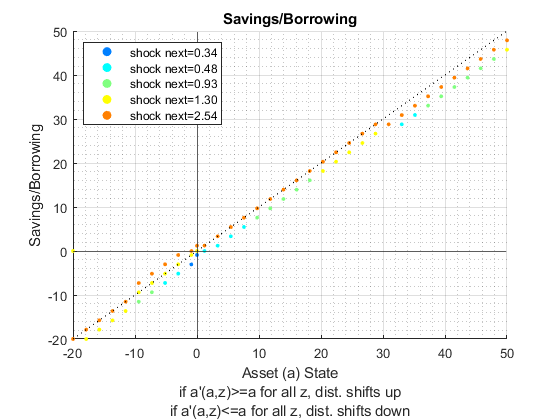 Savings/Borrowing
50
40
30
20
10
0
-10
-20
Savings/Borrowing
shock next=0.34
shock next=0.48
shock next=0.93
shock next=1.30
shock next=2.54
-20 -10 0 10 20 30 40 50
Asset (a) State
if a'(a,z)>=a for all z, dist. shifts up
if a'(a,z)<=a for all z, dist. shifts down